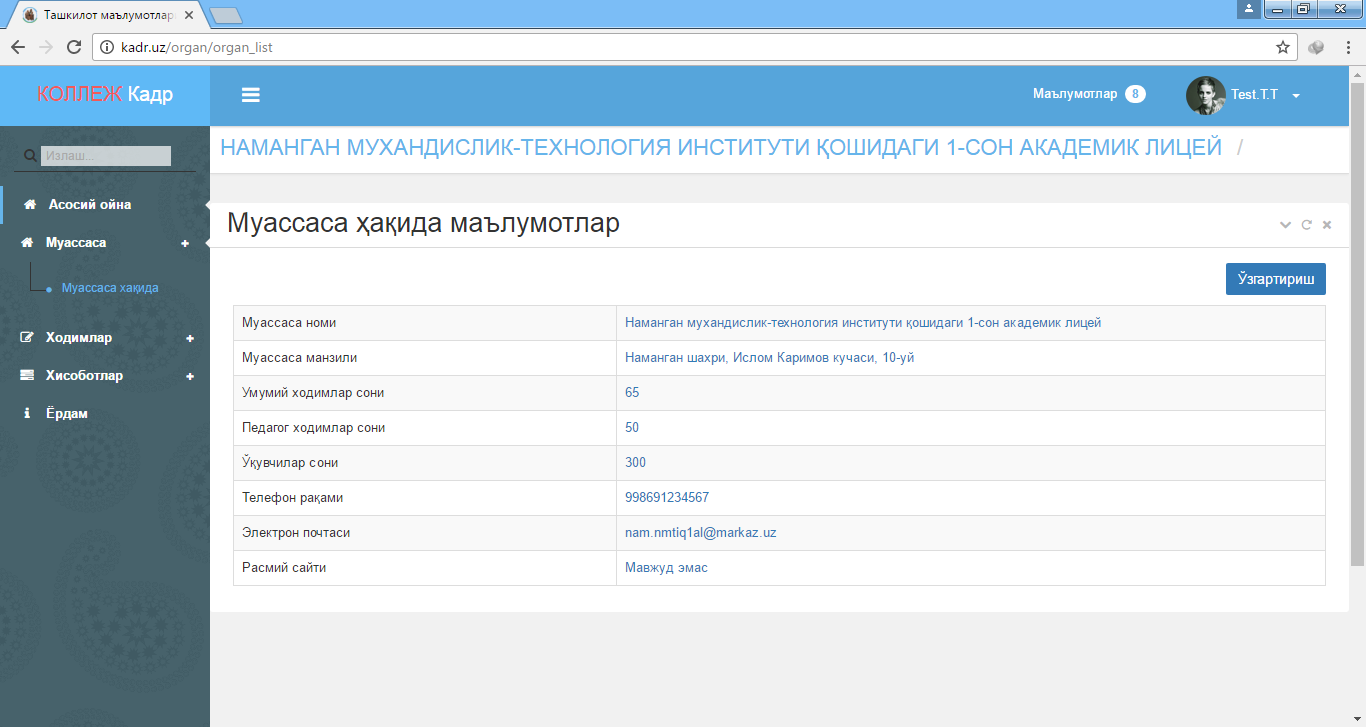 Ташкилот маълумотлар
kadr.uz/organ/organ_list
КОЛЛЕЖ Кадр
Маълумотлар 8
Test.T.T
НАМАНГАН МУХАНДИСЛИК-ТЕХНОЛОГИЯ ИНСТИТУТИ ҚОШИДАГИ 1-СОН АКАДЕМИК ЛИЦЕЙ /
Излаш...
Асосий ойна
Муассаса
Муассаса хақида
Ходимлар
Хисоботлар
Ёрдам
Муассаса ҳақида маълумотлар
Ўзгартириш
Муассаса номи Наманган мухандислик-технология институти қошидаги 1-сон академик лицей
Муассаса манзили Наманган шахри, Ислом Каримов кучаси, 10-уй
Умумий ходимлар сони 65
Педагог ходимлар сони 50
Ўқувчилар сони 300
Телефон рақами 998691234567
Электрон почтаси nam.nmtiq1al@markaz.uz
Расмий сайти Мавжуд эмас